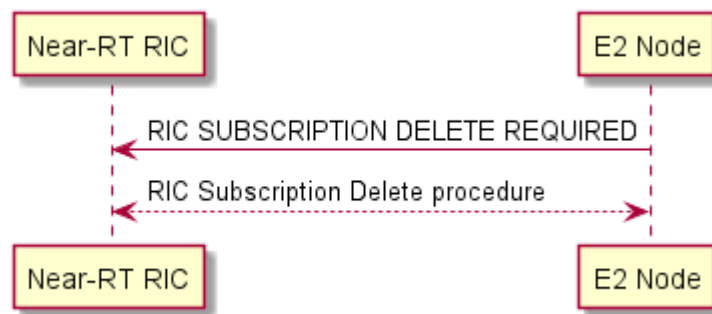 Near-RT RIC
E2 Node
RIC SUBSCRIPTION DELETE REQUIRED
RIC Subscription Delete procedure
Near-RT RIC
E2 Node